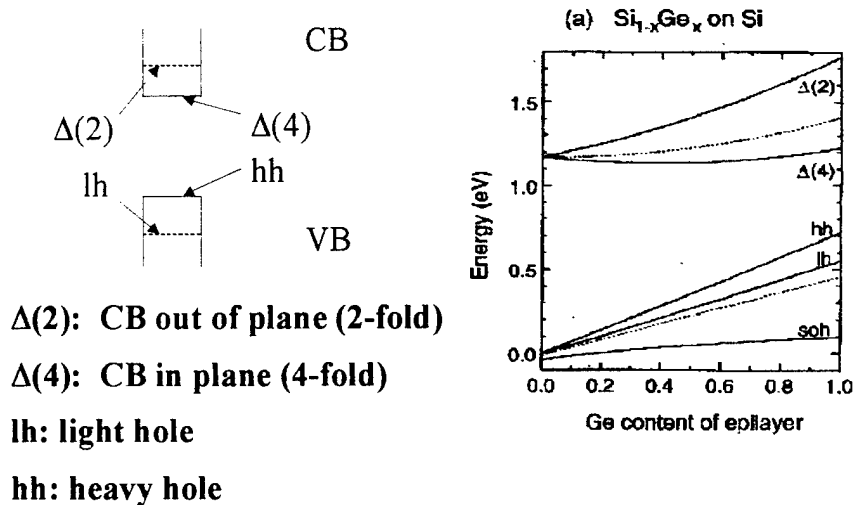 CB
Δ(2)
Δ(4)
lh
hh
VB
Δ(2): CB out of plane (2-fold)
Δ(4): CB in plane (4-fold)
lh: light hole
hh: heavy hole
(a) Si₁₋ₓGeₓ on Si
Energy (eV)
1.5
1.0
0.5
0.0
Δ(2)
Δ(4)
hh
lh
soh
0.0 0.2 0.4 0.6 0.8 1.0
Ge content of epilayer